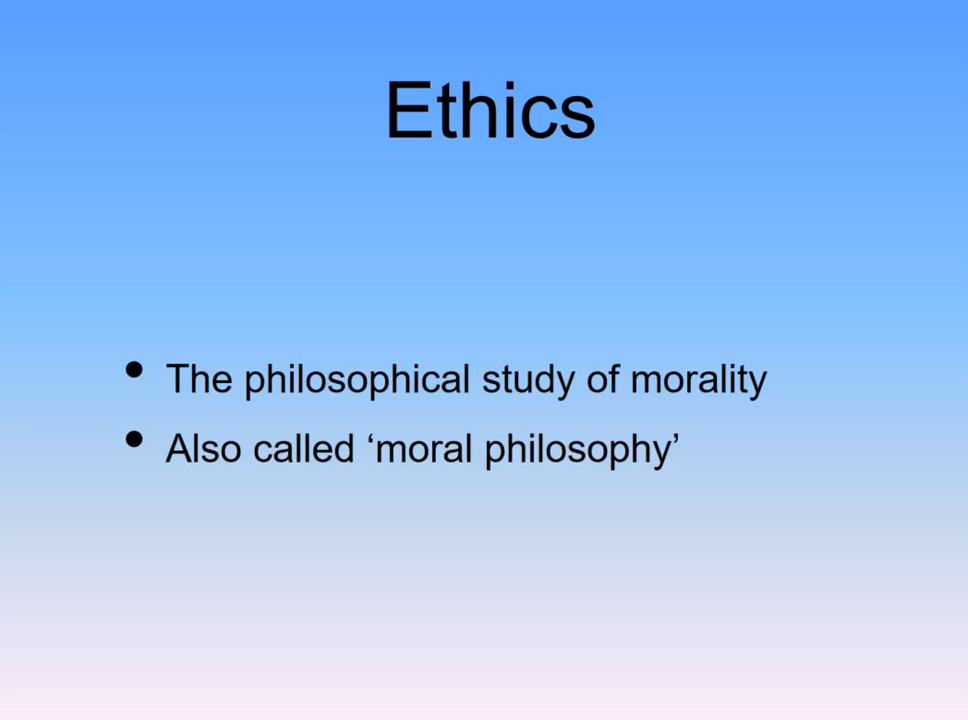 Ethics
• The philosophical study of morality
• Also called ‘moral philosophy’